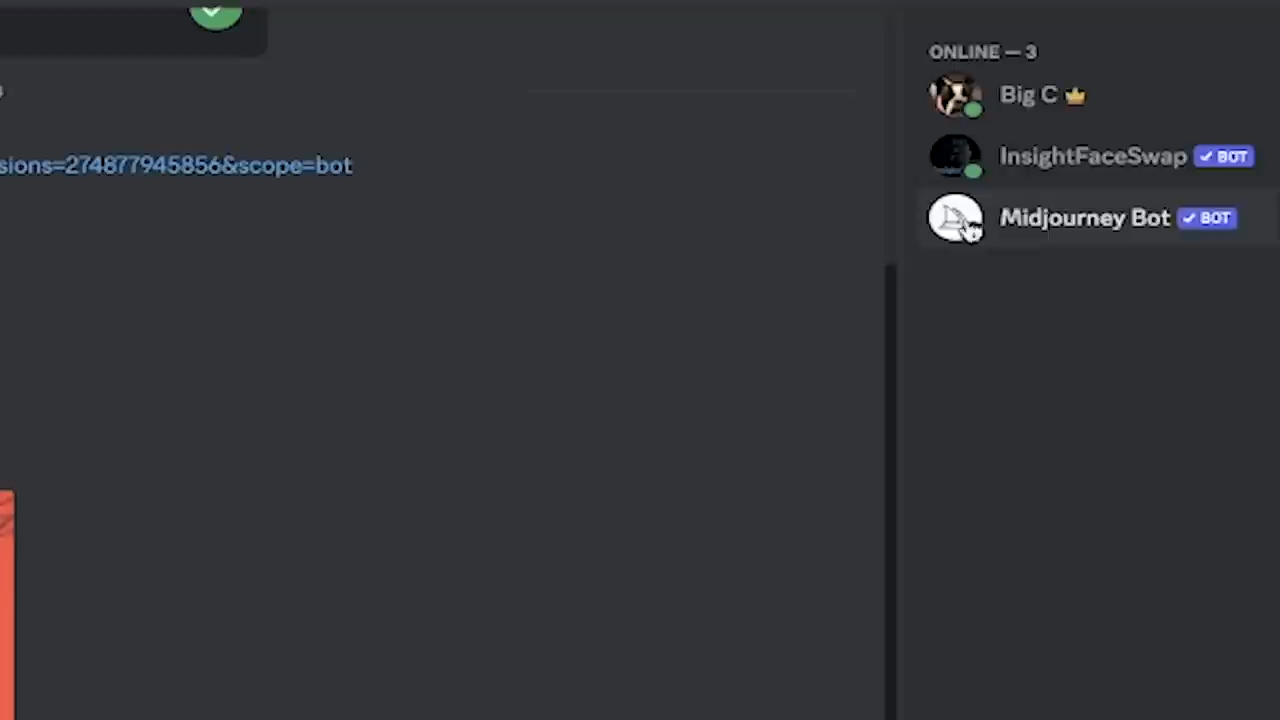 ONLINE — 3
Big C
sions=274877945856&scope=bot
InsightFaceSwap ✓ BOT
Midjourney Bot ✓ BOT